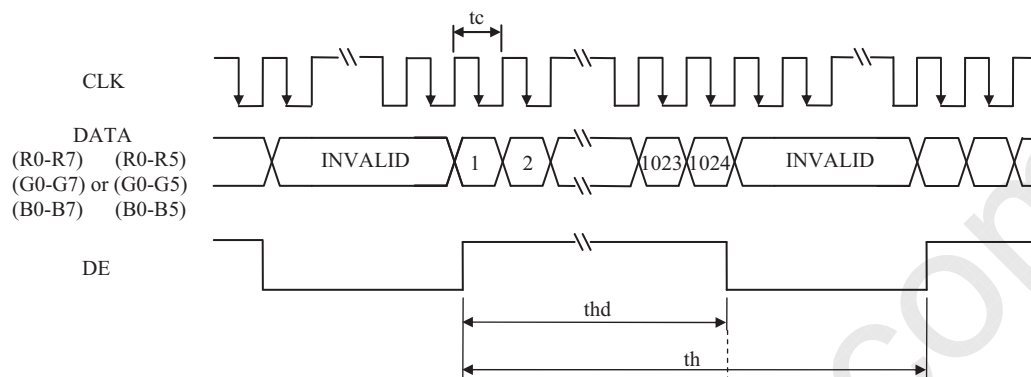 tc
CLK
DATA
(R0-R7) (R0-R5)
(G0-G7) or (G0-G5)
(B0-B7) (B0-B5)
INVALID 1 2 1023 1024 INVALID
DE
thd
th
com